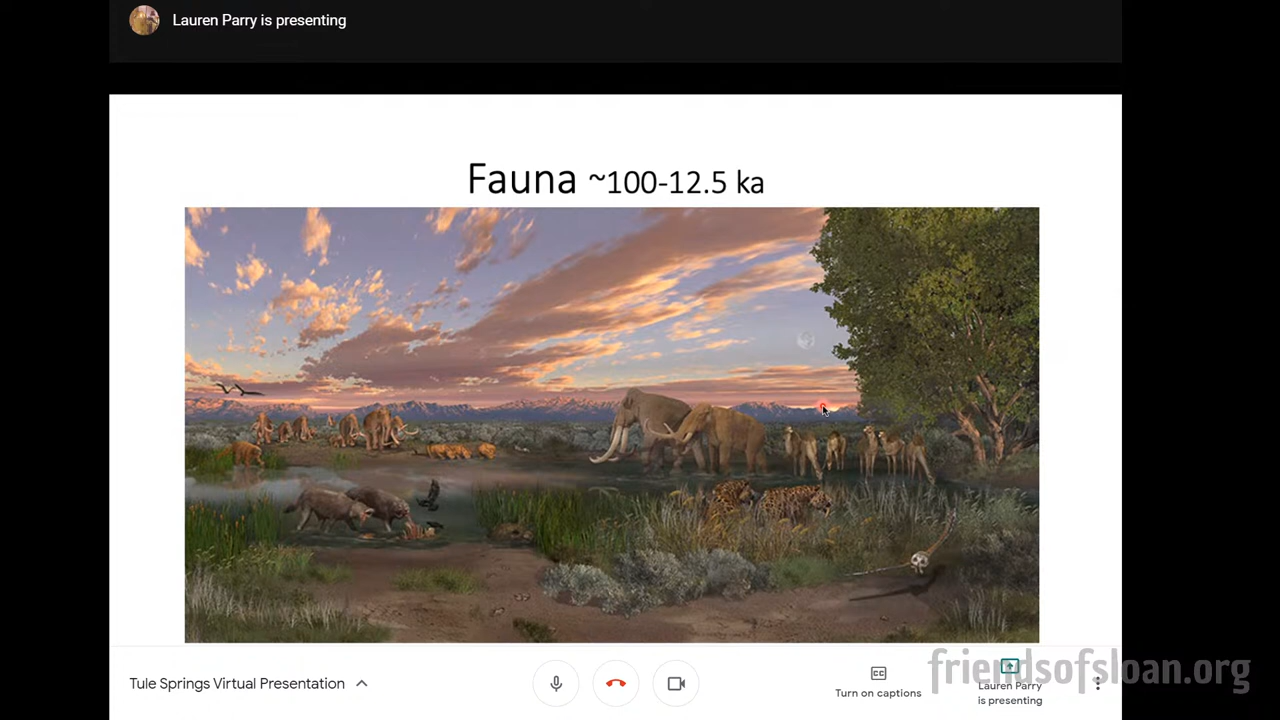 Lauren Parry is presenting
Fauna ~100-12.5 ka
Tule Springs Virtual Presentation
CC
Turn on captions
Lauren Parry
is presenting
friendsofsloan.org